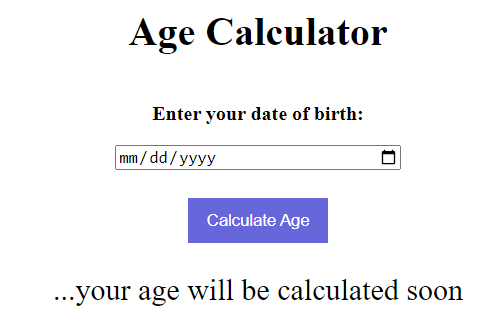 Age Calculator
Enter your date of birth:
mm/dd/yyyy
Calculate Age
...your age will be calculated soon